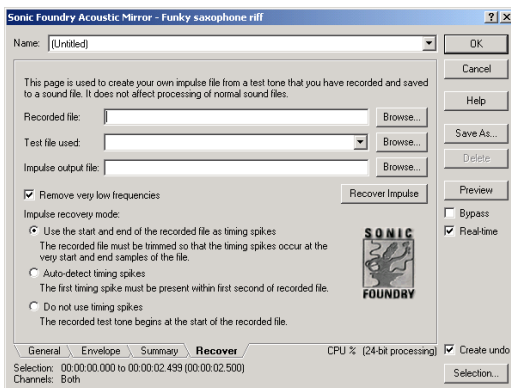 Sonic Foundry Acoustic Mirror - Funky saxophone riff
Name: (Untitled)
OK
Cancel
Help
Save As...
Delete
Preview
Bypass
Real-time
This page is used to create your own impulse file from a test tone that you have recorded and saved
to a sound file. It does not affect processing of normal sound files.
Recorded file: Browse...
Test file used: Browse...
Impulse output file: Browse...
Remove very low frequencies Recover Impulse
Impulse recovery mode:
Use the start and end of the recorded file as timing spikes
The recorded file must be trimmed so that the timing spikes occur at the
very start and end samples of the file.
Auto-detect timing spikes
The first timing spike must be present within first second of recorded file.
Do not use timing spikes
The recorded test tone begins at the start of the recorded file.
SONIC
FOUNDRY
General Envelope Summary Recover CPU % (24-bit processing)
Create undo
Selection: 00:00:00.000 to 00:00:02.499 (00:00:02.500)
Channels: Both
Selection...